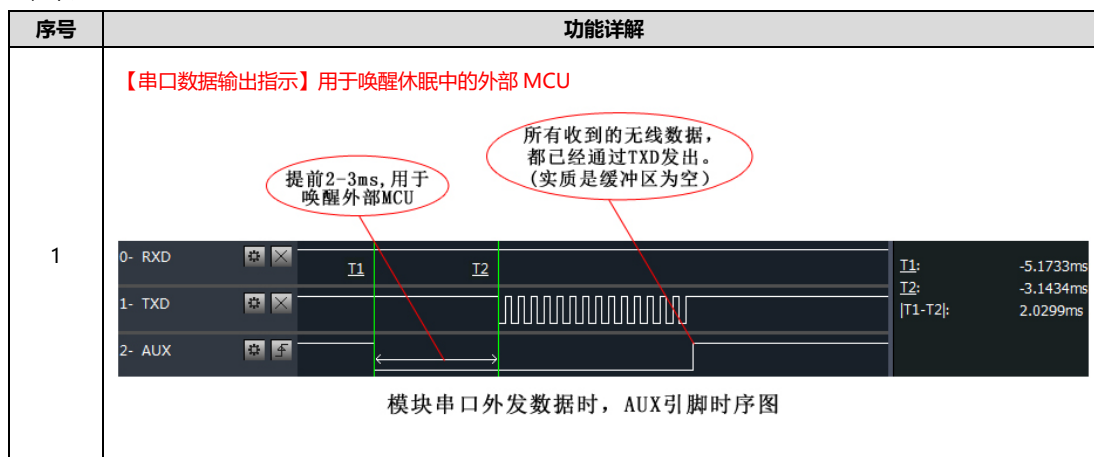 序号 功能详解
【串口数据输出指示】用于唤醒休眠中的外部 MCU
所有收到的无线数据，
都已经通过TXD发出。
(实质是缓冲区为空)
提前2-3ms,用于
唤醒外部MCU
1
0- RXD T1 T2
1- TXD
2- AUX
T1: -5.1733ms
T2: -3.1434ms
|T1-T2|: 2.0299ms
模块串口外发数据时，AUX引脚时序图